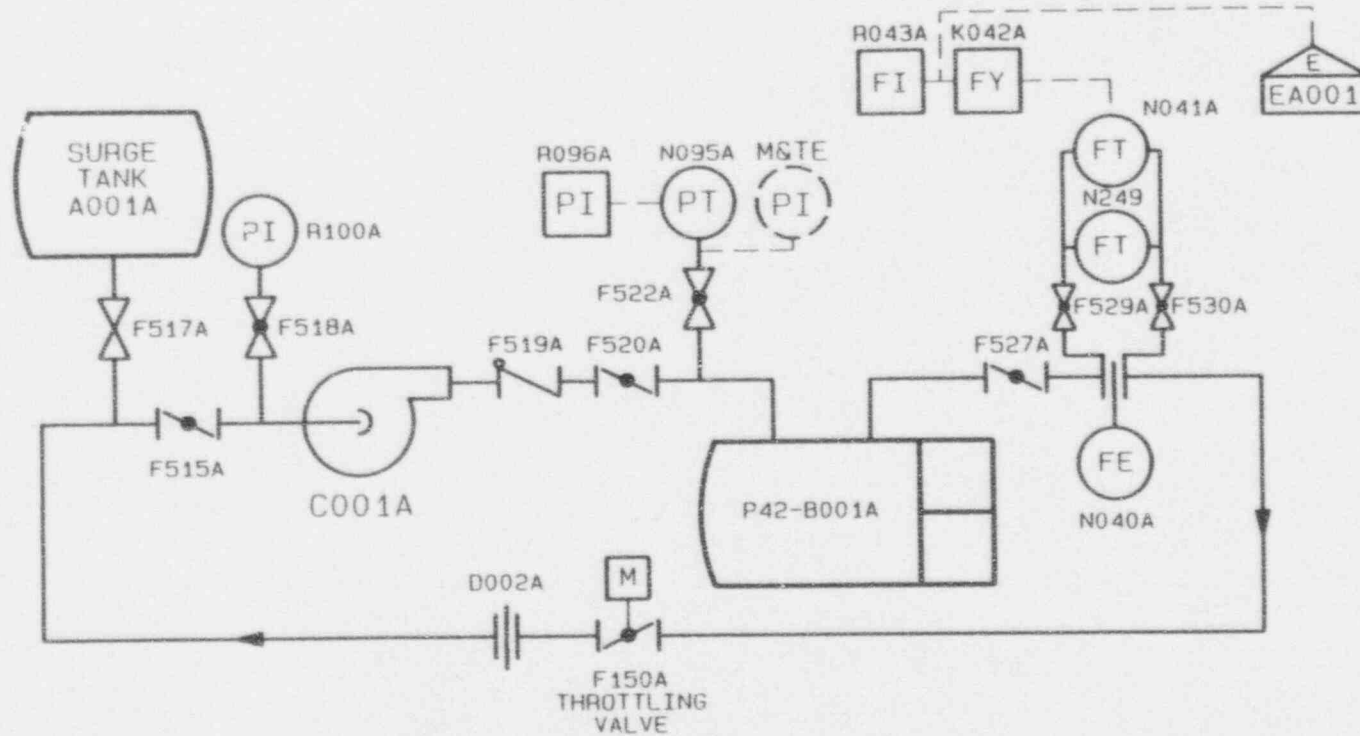 R043A
K042A
FI
FY
E
EA001
N041A
FT
N249
FT
SURGE
TANK
A001A
R096A
N095A
M&TE
PI
PT
PI
PI
R100A
F517A
F518A
F522A
F529A
F530A
F519A
F520A
F527A
F515A
C001A
P42-B001A
FE
N040A
D002A
M
F150A
THROTTLING
VALVE